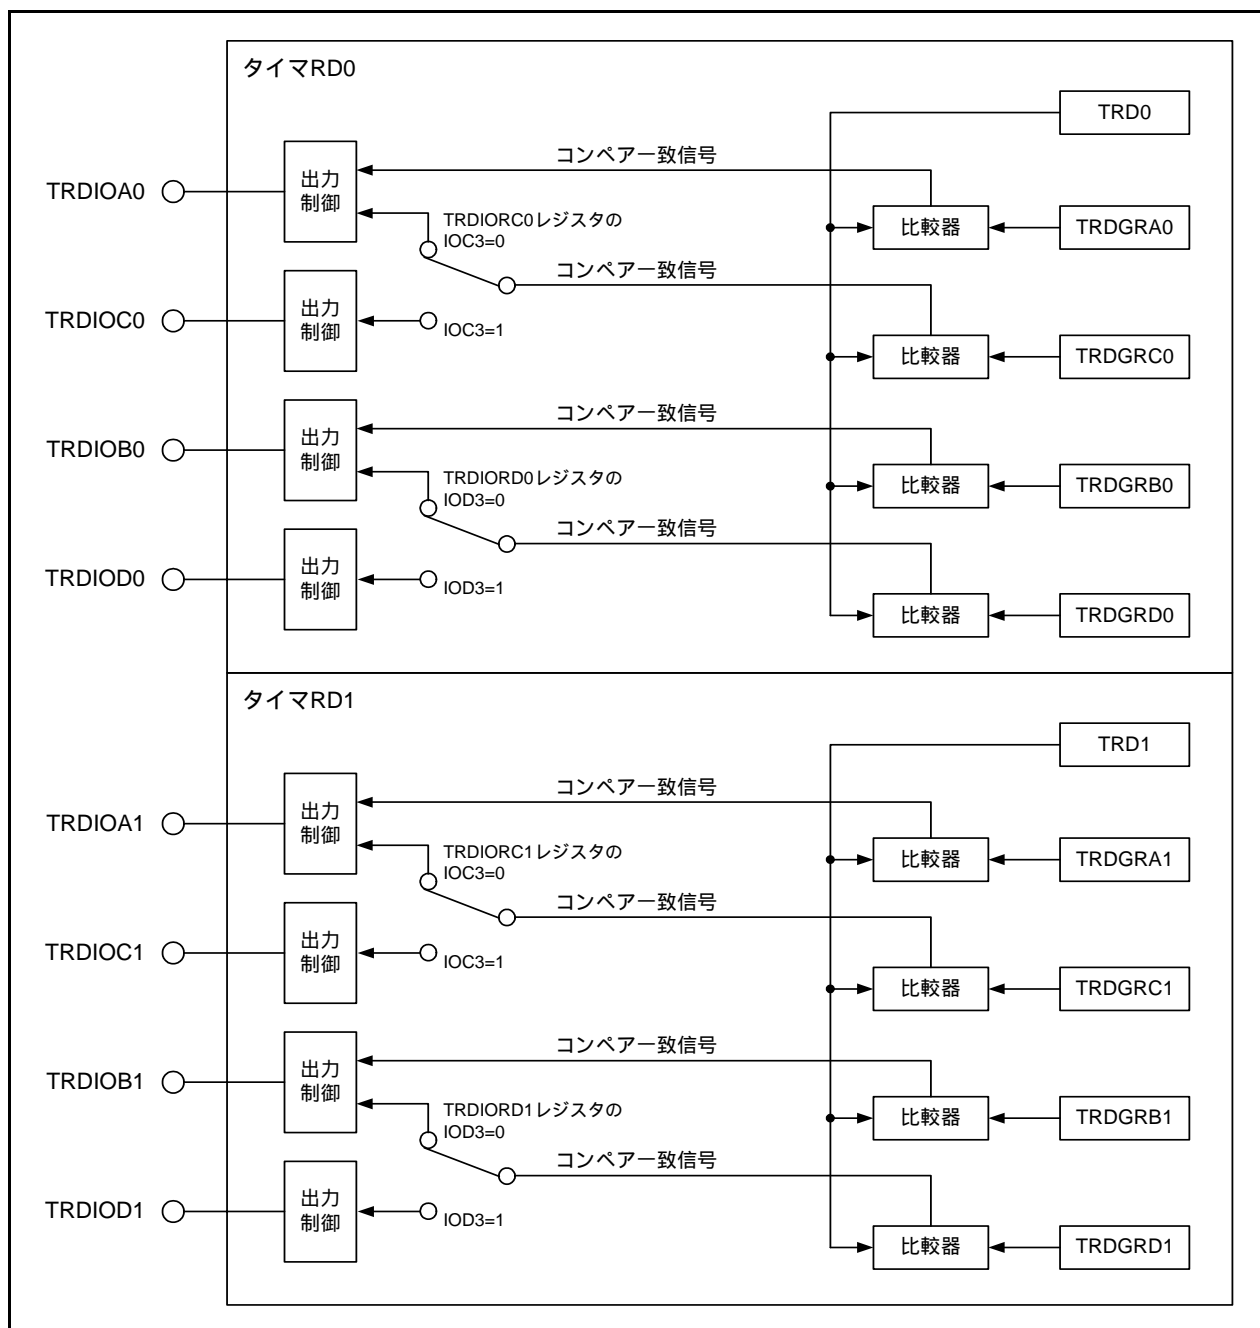 タイマRD0
TRD0
コンペア一致信号
TRDIOA0
出力
制御
TRDIORC0レジスタの
IOC3=0
比較器
TRDGRA0
コンペア一致信号
TRDIOC0
出力
制御
IOC3=1
比較器
TRDGRC0
コンペア一致信号
TRDIOB0
出力
制御
TRDIORD0レジスタの
IOD3=0
比較器
TRDGRB0
コンペア一致信号
TRDIOD0
出力
制御
IOD3=1
比較器
TRDGRD0
タイマRD1
TRD1
コンペア一致信号
TRDIOA1
出力
制御
TRDIORC1レジスタの
IOC3=0
比較器
TRDGRA1
コンペア一致信号
TRDIOC1
出力
制御
IOC3=1
比較器
TRDGRC1
コンペア一致信号
TRDIOB1
出力
制御
TRDIORD1レジスタの
IOD3=0
比較器
TRDGRB1
コンペア一致信号
TRDIOD1
出力
制御
IOD3=1
比較器
TRDGRD1